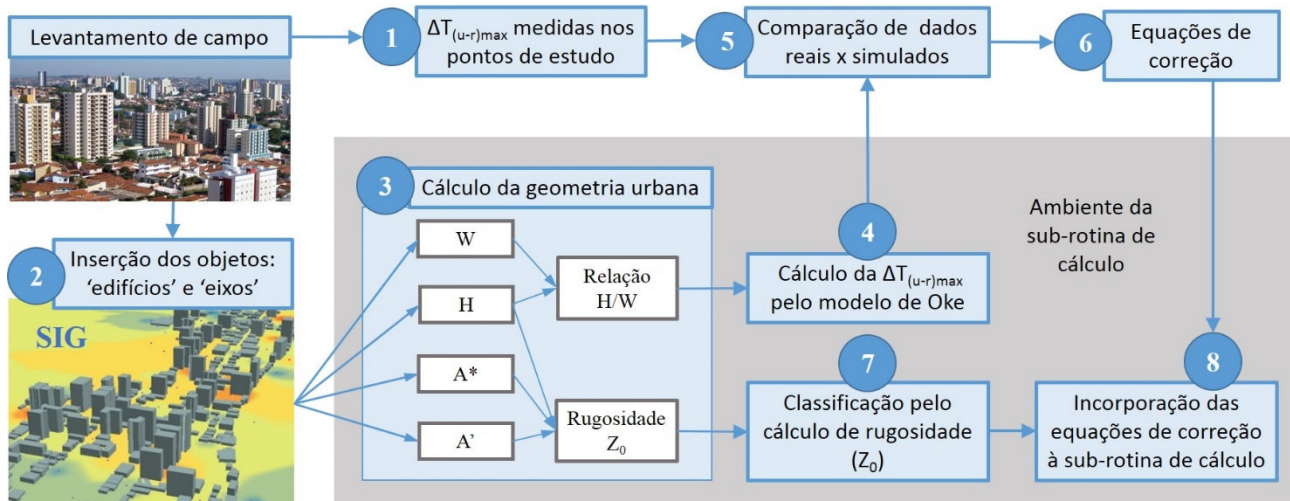 Levantamento de campo
1
ΔT(u-r)max medidas nos
pontos de estudo
5
Comparação de dados
reais x simulados
6
Equações de
correção
2
Inserção dos objetos:
‘edifícios’ e ‘eixos’
SIG
3
Cálculo da geometria urbana
W
H
A*
A’
Relação
H/W
Rugosidade
Z0
4
Cálculo da ΔT(u-r)max
pelo modelo de Oke
Ambiente da
sub-rotina de
cálculo
7
Classificação pelo
cálculo de rugosidade
(Z0)
8
Incorporação das
equações de correção
à sub-rotina de cálculo